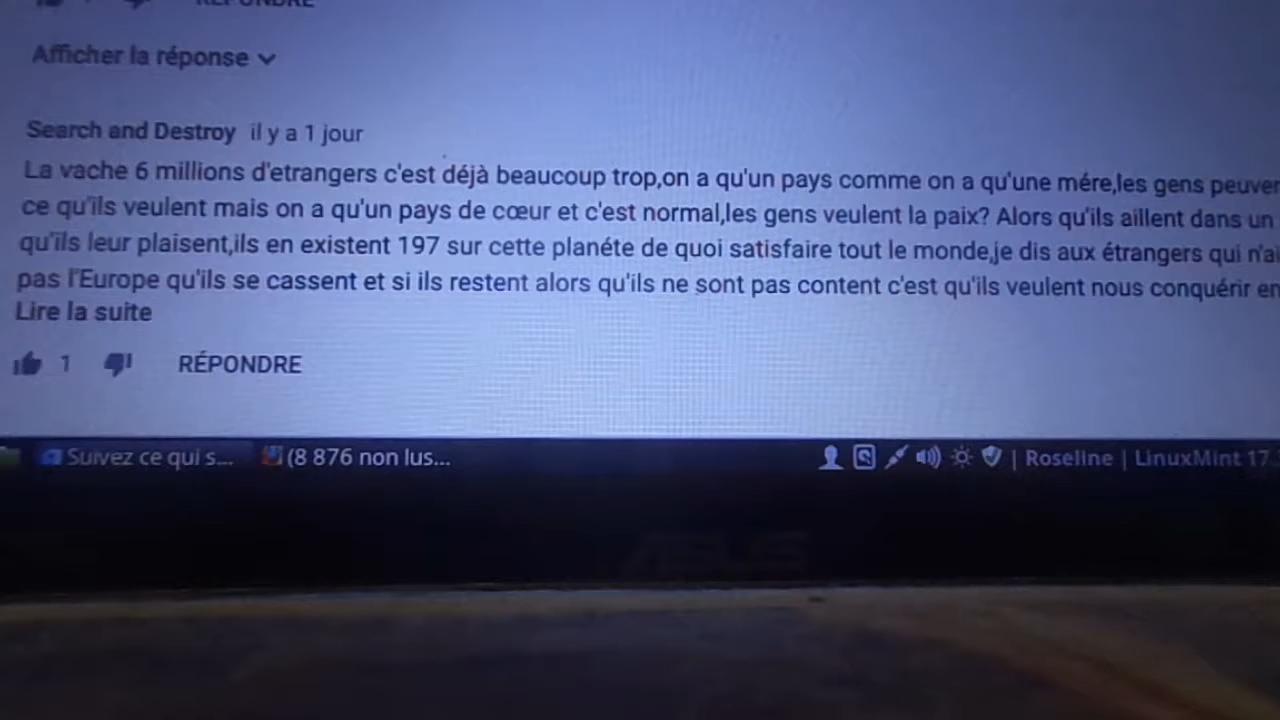 RÉPONDRE
Afficher la réponse
Search and Destroy il y a 1 jour
La vache 6 millions d'etrangers c'est déjà beaucoup trop,on a qu'un pays comme on a qu'une mére,les gens
ce qu'ils veulent mais on a qu'un pays de cœur et c'est normal,les gens veulent la paix? Alors qu'ils aillent dans un
qu'ils leur plaisent,ils en existent 197 sur cette planéte de quoi satisfaire tout le monde,je dis aux étrangers qui
pas l'Europe qu'ils se cassent et si ils restent alors qu'ils ne sont pas content c'est qu'ils veulent nous conquérir
Lire la suite
1 RÉPONDRE
Suivez ce qui s... (8 876 non lus... | Roseline | LinuxMint 17
ASUS